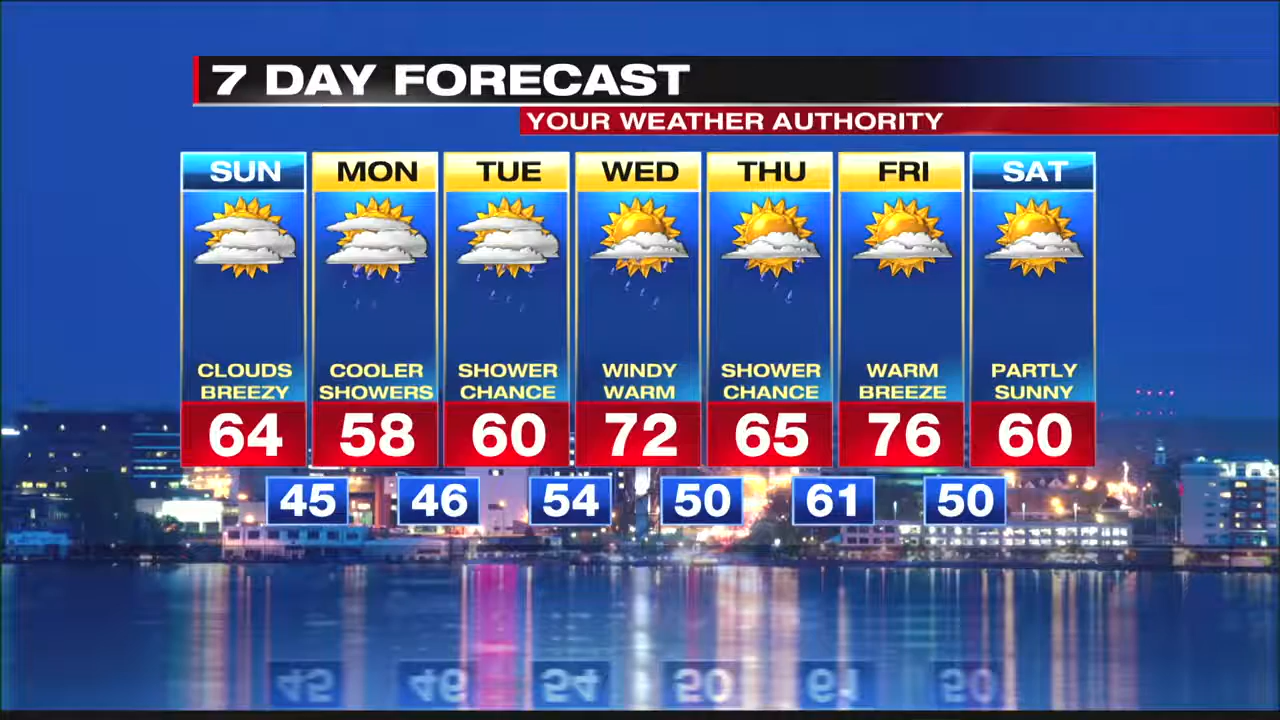 7 DAY FORECAST
YOUR WEATHER AUTHORITY
SUN MON TUE WED THU FRI SAT
CLOUDS COOLER SHOWER WINDY SHOWER WARM PARTLY
BREEZY SHOWERS CHANCE WARM CHANCE BREEZE SUNNY
64 58 60 72 65 76 60
45 46 54 50 61 50